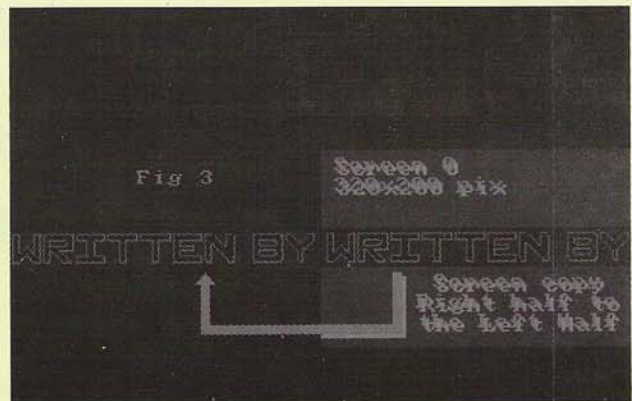 Screen 0
Fig 3
320x200 pix
WRITTEN BY WRITTEN BY
Screen copy
Right half to
the Left Half